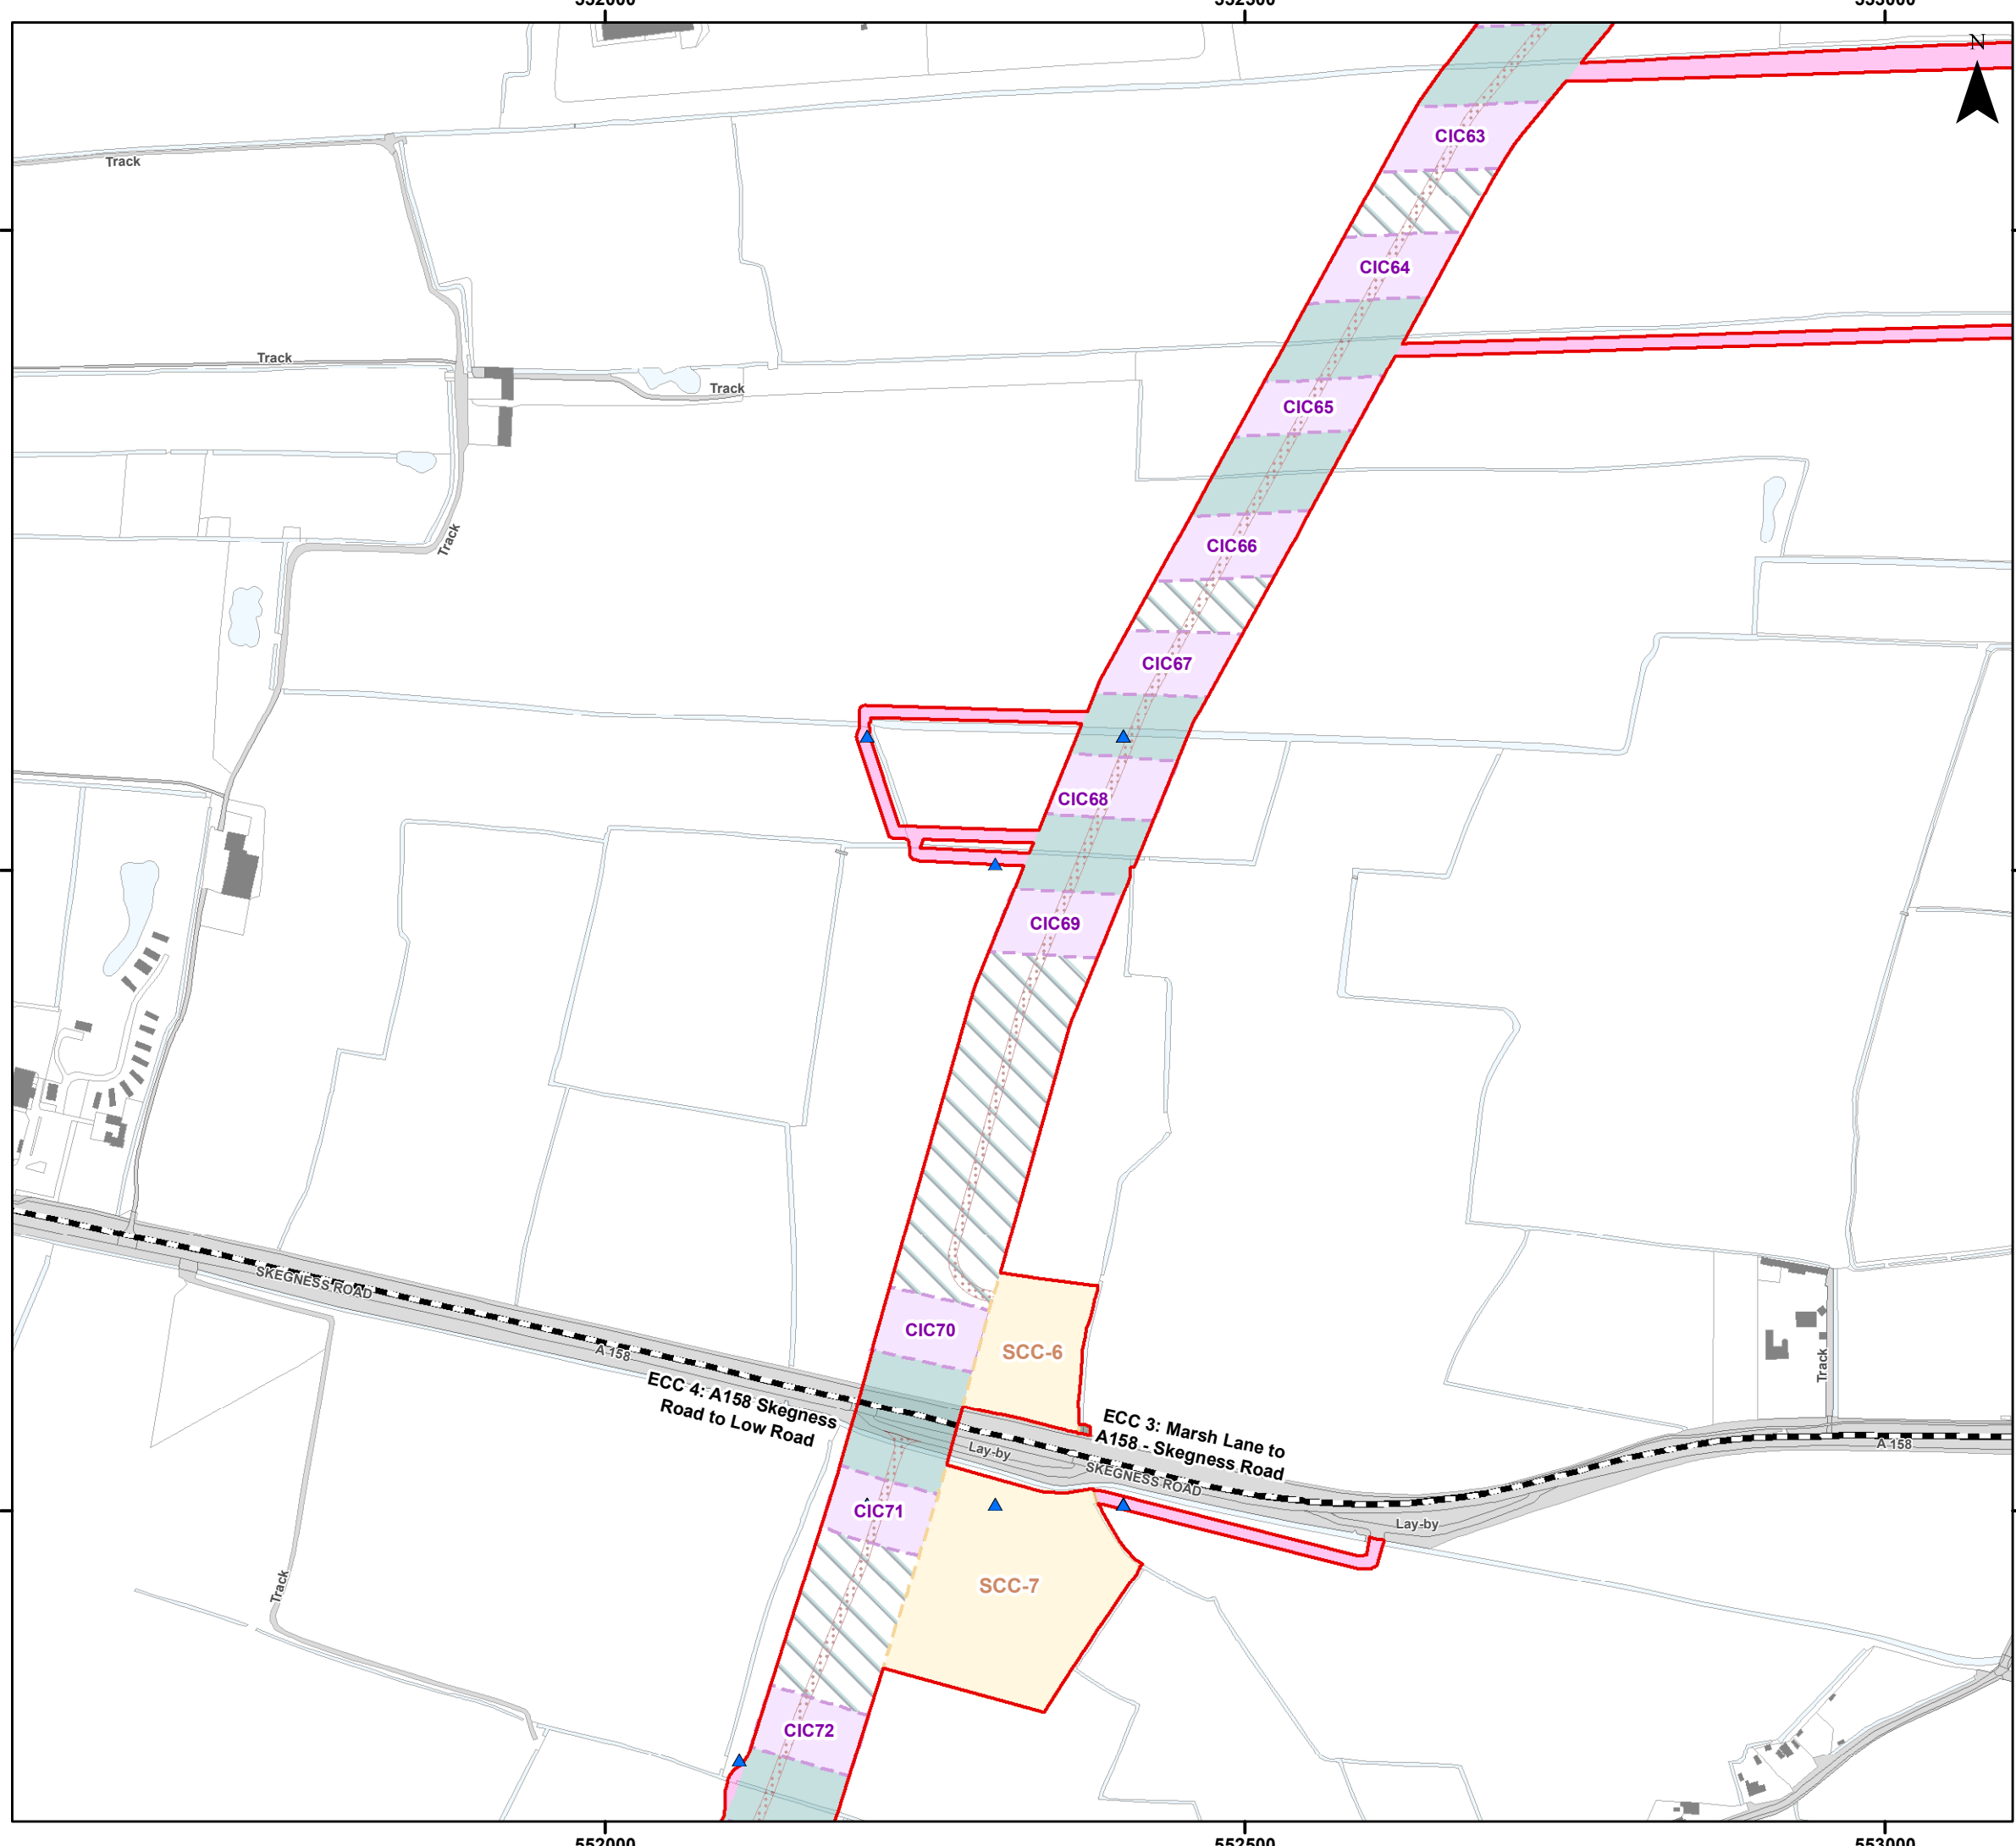 552000
552500
553000
N
Track
CIC63
CIC64
Track
Track
CIC65
Track
CIC66
CIC67
CIC68
CIC69
SKEGNESS ROAD
CIC70
SCC-6
A 158
ECC 4: A158 Skegness
Road to Low Road
ECC 3: Marsh Lane to
A158 - Skegness Road
Track
Lay-by
A 158
SKEGNESS ROAD
CIC71
Lay-by
Track
SCC-7
CIC72
552000
552500
553000